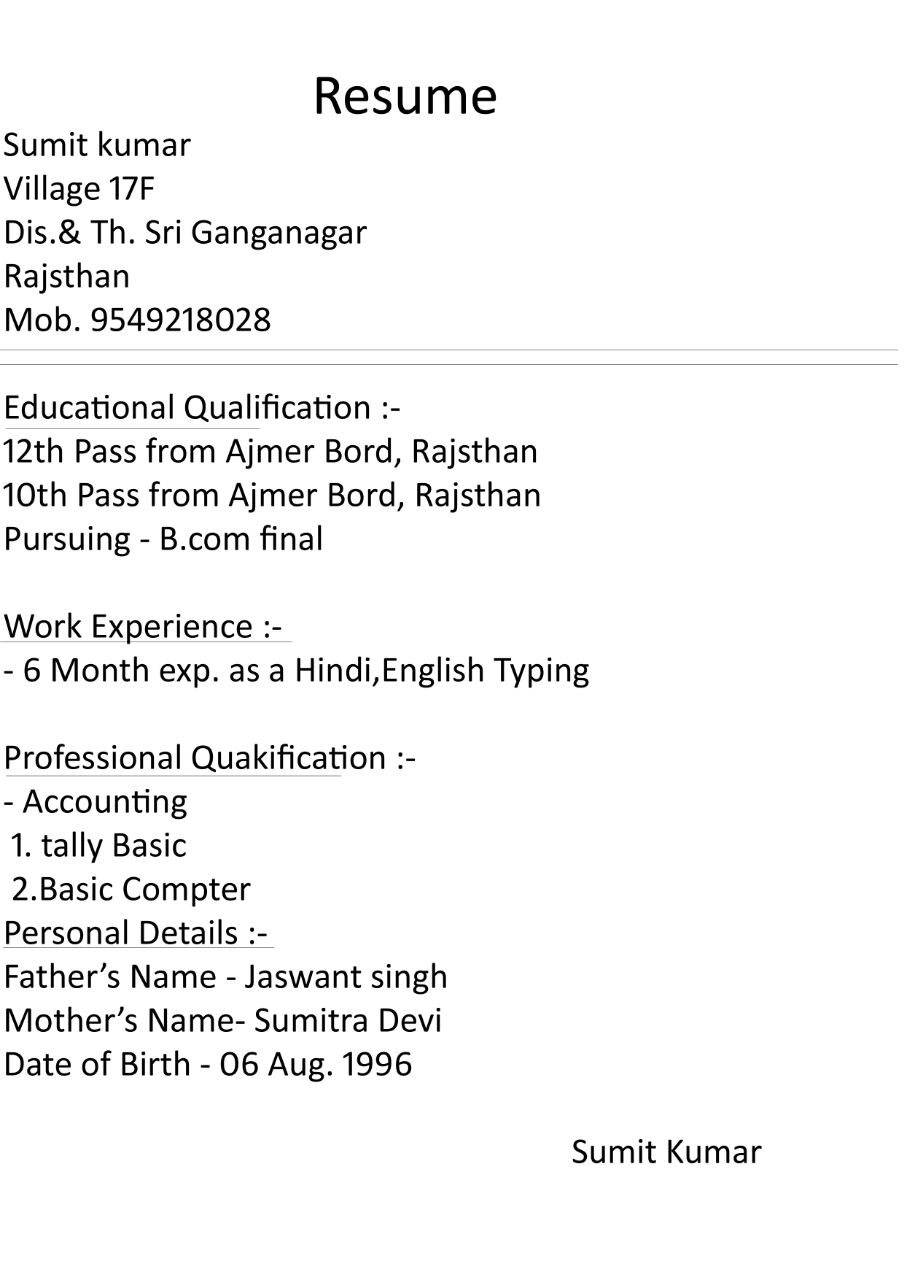 Resume
Sumit kumar
Village 17F
Dis.& Th. Sri Ganganagar
Rajsthan
Mob. 9549218028
Educational Qualification :-
12th Pass from Ajmer Bord, Rajsthan
10th Pass from Ajmer Bord, Rajsthan
Pursuing - B.com final
Work Experience :-
- 6 Month exp. as a Hindi,English Typing
Professional Quakification :-
- Accounting
1. tally Basic
2.Basic Compter
Personal Details :-
Father’s Name - Jaswant singh
Mother’s Name- Sumitra Devi
Date of Birth - 06 Aug. 1996
Sumit Kumar